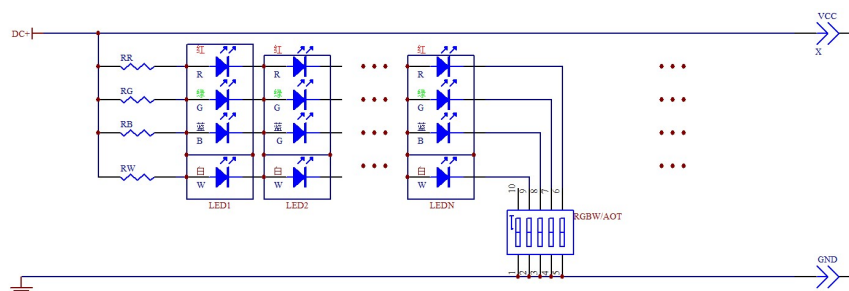 VCC
DC+
X
红 红 红
RR R R R
绿 绿 绿
RG G G G
蓝 蓝 蓝
RB B G B
白 白 白
RW W W W
10 9 8 7 6
LED1 LED2 LEDN
RGBW/AOT
GND
1 2 3 4 5